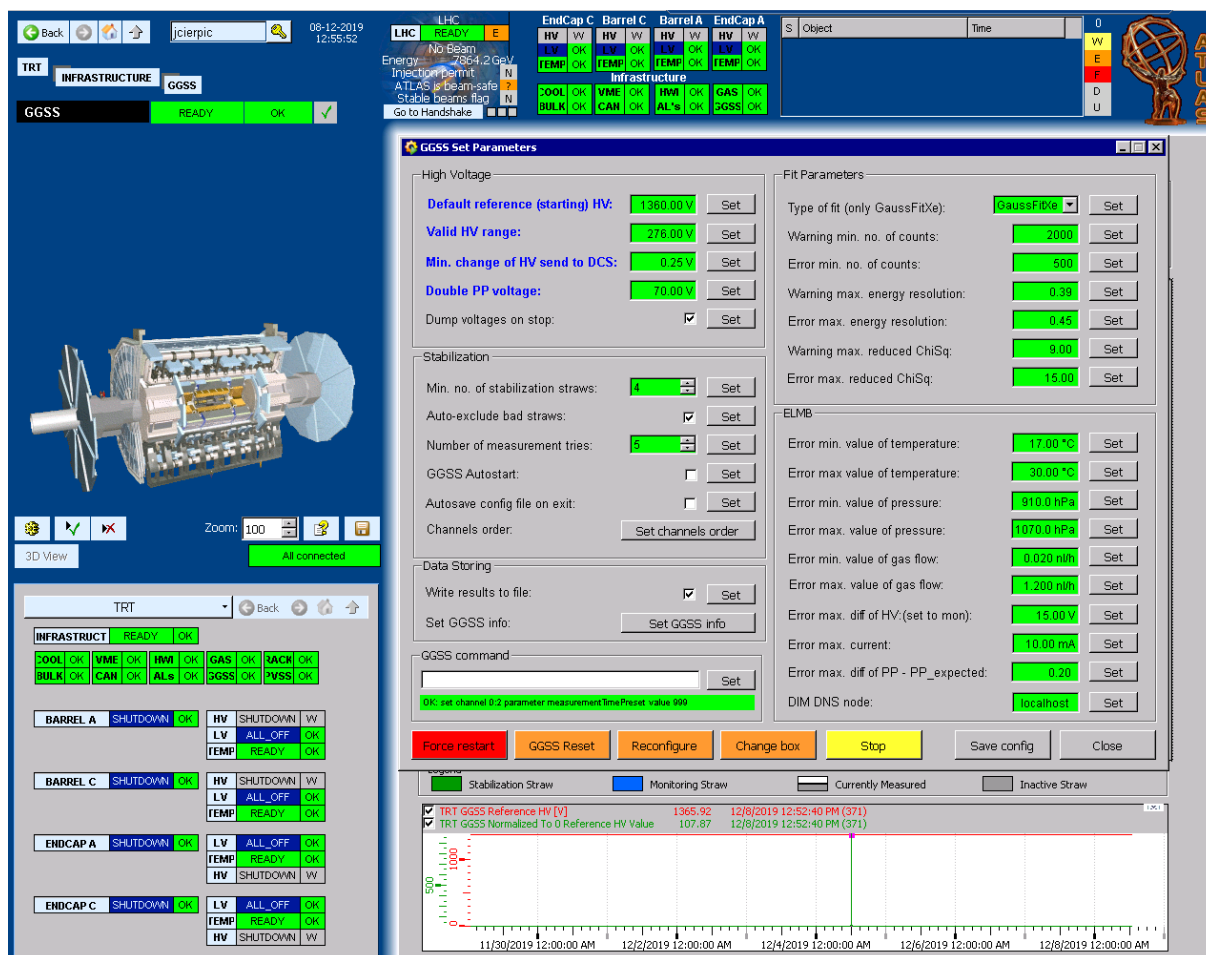 Back
jcierpic
08-12-2019
12:55:52
TRT
INFRASTRUCTURE
GGSS
GGSS READY OK
LHC
LHC READY E
No Beam
Energy 7864.2 GeV
Injection permit N
ATLAS is beam-safe ?
Stable beams flag N
Go to Handshake
EndCap C Barrel C Barrel A EndCap A
HV W HV W HV W HV W
LV OK LV OK LV OK LV OK
TEMP OK TEMP OK TEMP OK TEMP OK
Infrastructure
COOL OK VME OK HWI OK GAS OK
BULK OK CAN OK AL's OK GGSS OK
S Object Time
0
W
E
F
D
U
GGSS Set Parameters
High Voltage
Default reference (starting) HV: 1360.00 V Set
Valid HV range: 276.00 V Set
Min. change of HV send to DCS: 0.25 V Set
Double PP voltage: 70.00 V Set
Dump voltages on stop: Set
Stabilization
Min. no. of stabilization straws: 4 Set
Auto-exclude bad straws: Set
Number of measurement tries: 5 Set
GGSS Autostart: Set
Autosave config file on exit: Set
Channels order: Set channels order
Data Storing
Write results to file: Set
Set GGSS info: Set GGSS info
GGSS command
Set
OK: set channel 0:2 parameter measurementTimePreset value 999
Fit Parameters
Type of fit (only GaussFitXe): GaussFitXe Set
Warning min. no. of counts: 2000 Set
Error min. no. of counts: 500 Set
Warning max. energy resolution: 0.39 Set
Error max. energy resolution: 0.45 Set
Warning max. reduced ChiSq: 9.00 Set
Error max. reduced ChiSq: 15.00 Set
ELMB
Error min. value of temperature: 17.00 °C Set
Error max value of temperature: 30.00 °C Set
Error min. value of pressure: 910.0 hPa Set
Error max. value of pressure: 1070.0 hPa Set
Error min. value of gas flow: 0.020 nl/h Set
Error max. value of gas flow: 1.200 nl/h Set
Error max. diff of HV:(set to mon): 15.00 V Set
Error max. current: 10.00 mA Set
Error max. diff of PP - PP_expected: 0.20 Set
DIM DNS node: localhost Set
Force restart GGSS Reset Reconfigure Change box Stop Save config Close
Zoom: 100
3D View
All connected
TRT Back
INFRASTRUCT READY OK
COOL OK VME OK HWI OK GAS OK RACK OK
BULK OK CAN OK ALs OK GGSS OK PVSS OK
BARREL A SHUTDOWN OK HV SHUTDOWN W
LV ALL_OFF OK
TEMP READY OK
BARREL C SHUTDOWN OK HV SHUTDOWN W
LV ALL_OFF OK
TEMP READY OK
ENDCAP A SHUTDOWN OK LV ALL_OFF OK
TEMP READY OK
HV SHUTDOWN W
ENDCAP C SHUTDOWN OK LV ALL_OFF OK
TEMP READY OK
HV SHUTDOWN W
Legend
Stabilization Straw Monitoring Straw Currently Measured Inactive Straw
TRT GGSS Reference HV [V] 1365.92 12/8/2019 12:52:40 PM (371)
TRT GGSS Normalized To 0 Reference HV Value 107.87 12/8/2019 12:52:40 PM (371)
1000
500
0
11/30/2019 12:00:00 AM 12/2/2019 12:00:00 AM 12/4/2019 12:00:00 AM 12/6/2019 12:00:00 AM 12/8/2019 12:00:00 AM